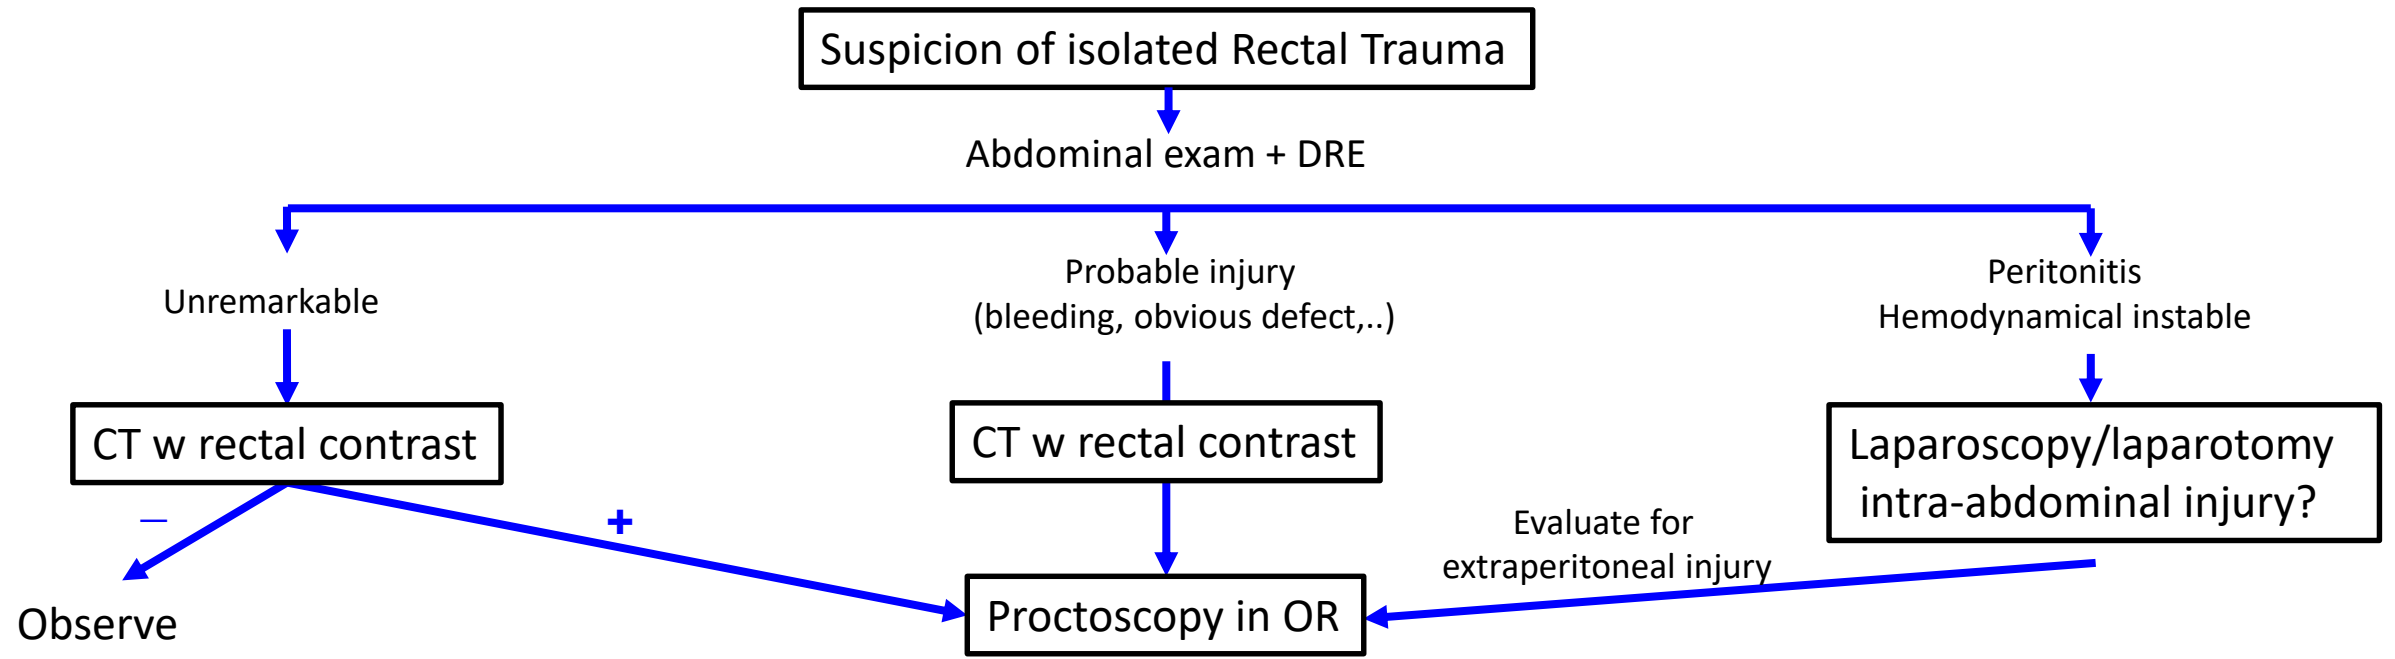 Suspicion of isolated Rectal Trauma
Abdominal exam + DRE
Unremarkable
Probable injury
(bleeding, obvious defect,..)
Peritonitis
Hemodynamical instable
CT w rectal contrast
CT w rectal contrast
Laparoscopy/laparotomy
intra-abdominal injury?
–
+
Evaluate for
extraperitoneal injury
Observe
Proctoscopy in OR